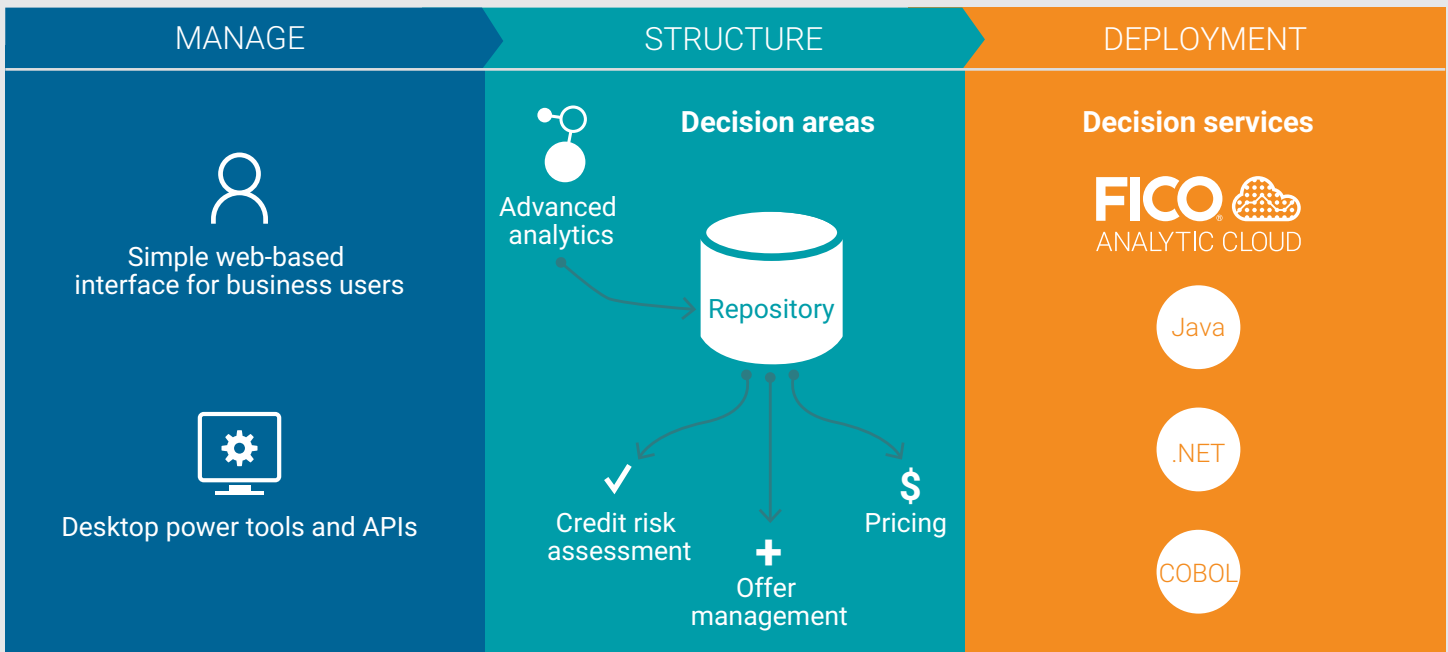 MANAGE
STRUCTURE
DEPLOYMENT
Simple web-based
interface for business users
Desktop power tools and APIs
Decision areas
Advanced
analytics
Repository
Credit risk
assessment
Offer
management
$
Pricing
Decision services
FICO®
ANALYTIC CLOUD
Java
.NET
COBOL